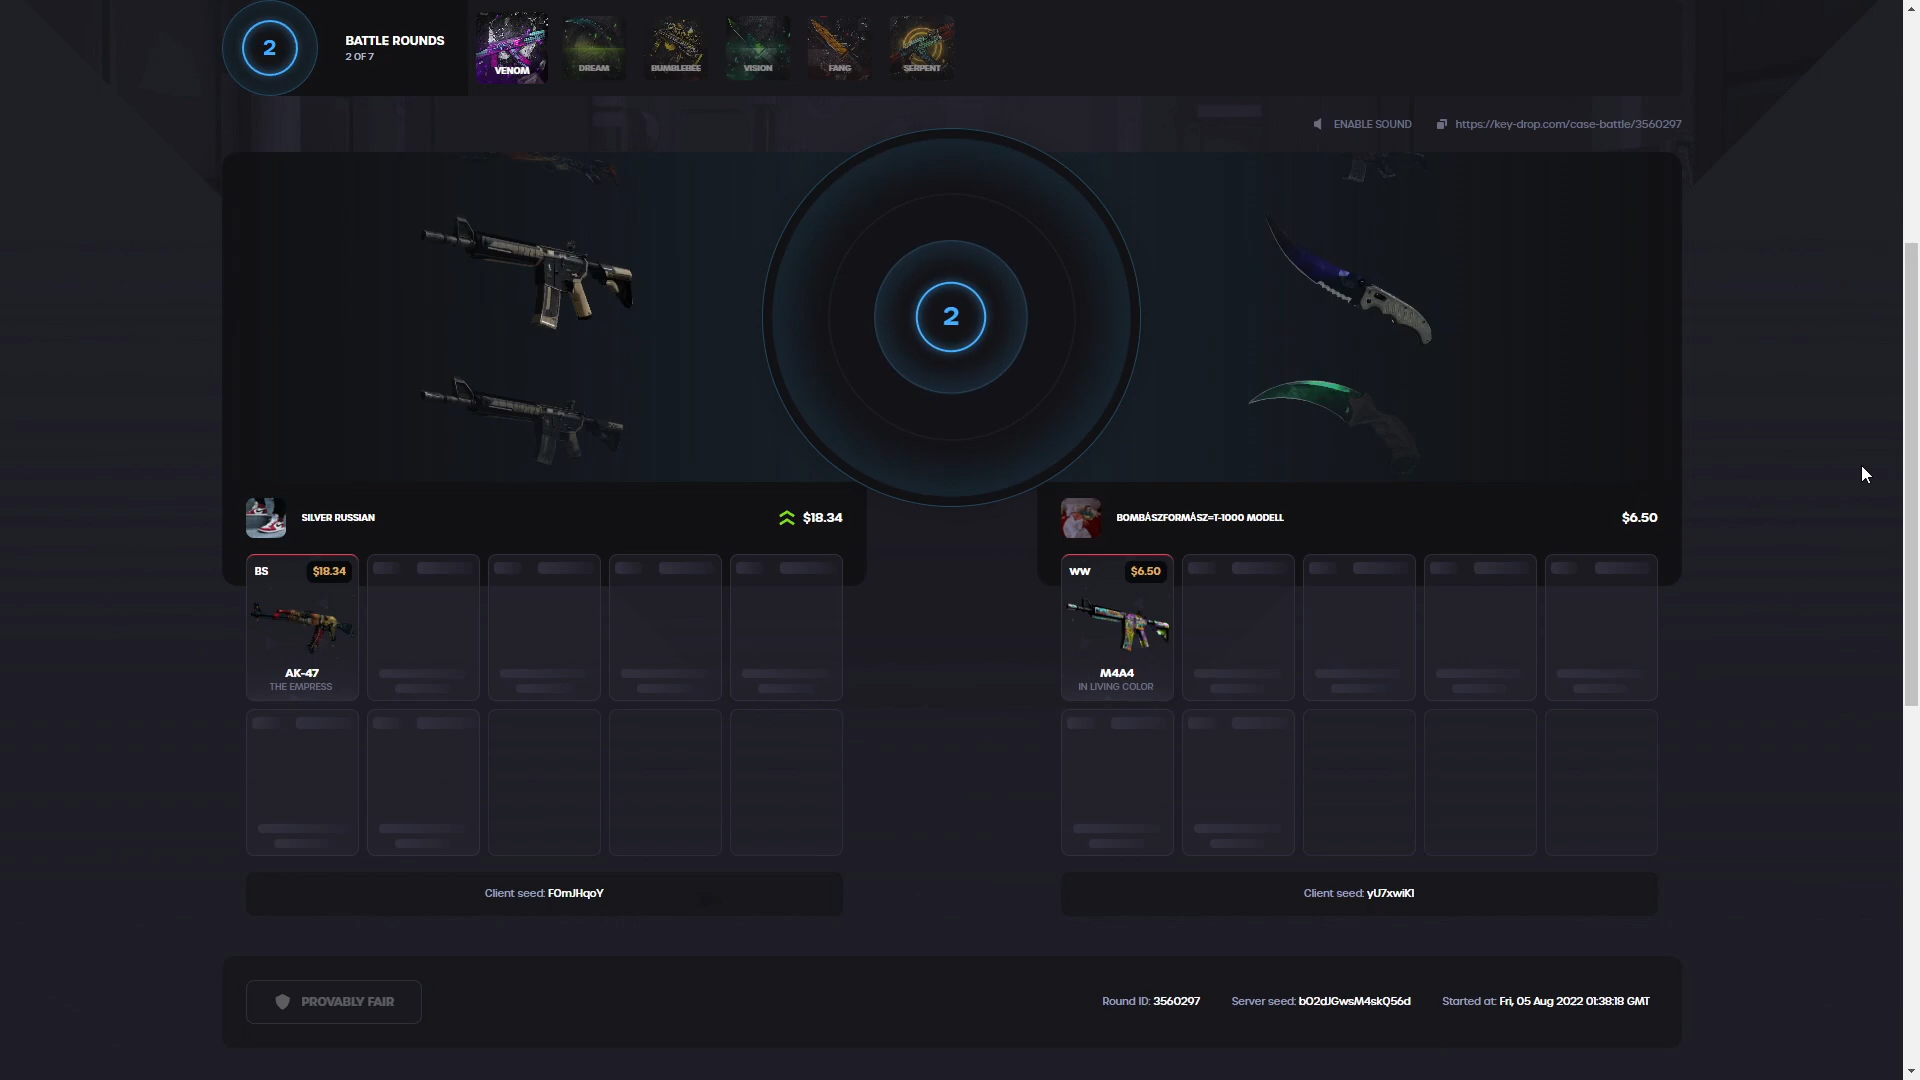 2
BATTLE ROUNDS
2 OF 7
VENOM
DREAM
BUMBLEBEE
VISION
FANG
SERPENT
ENABLE SOUND
https://key-drop.com/case-battle/3560297
2
SILVER RUSSIAN
$18.34
BOMBÁSZFORMÁSZ=T-1000 MODELL
$6.50
BS
$18.34
AK-47
THE EMPRESS
WW
$6.50
M4A4
IN LIVING COLOR
Client seed: FOmJHqoY
Client seed: yU7xwiK1
PROVABLY FAIR
Round ID: 3560297
Server seed: b02dJGwsM4skQ56d
Started at: Fri, 05 Aug 2022 01:38:18 GMT